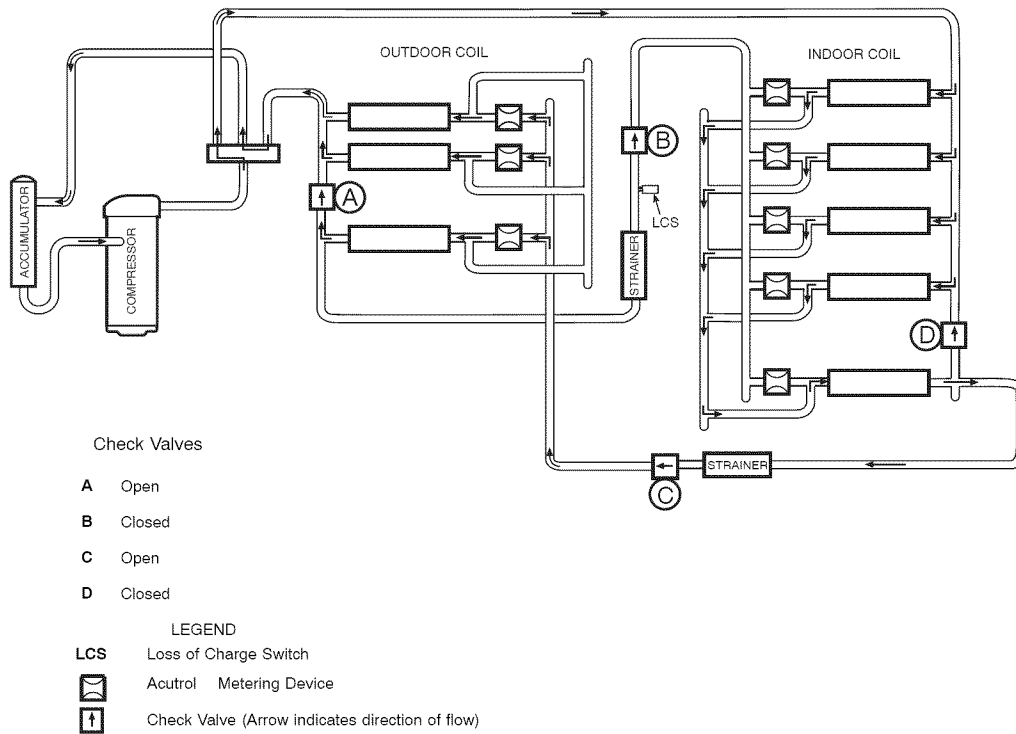 OUTDOOR COIL
INDOOR COIL
B
A
LCS
ACCUMULATOR
COMPRESSOR
STRAINER
D
STRAINER
C
Check Valves
A Open
B Closed
C Open
D Closed
LEGEND
LCS Loss of Charge Switch
Acutrol Metering Device
Check Valve (Arrow indicates direction of flow)